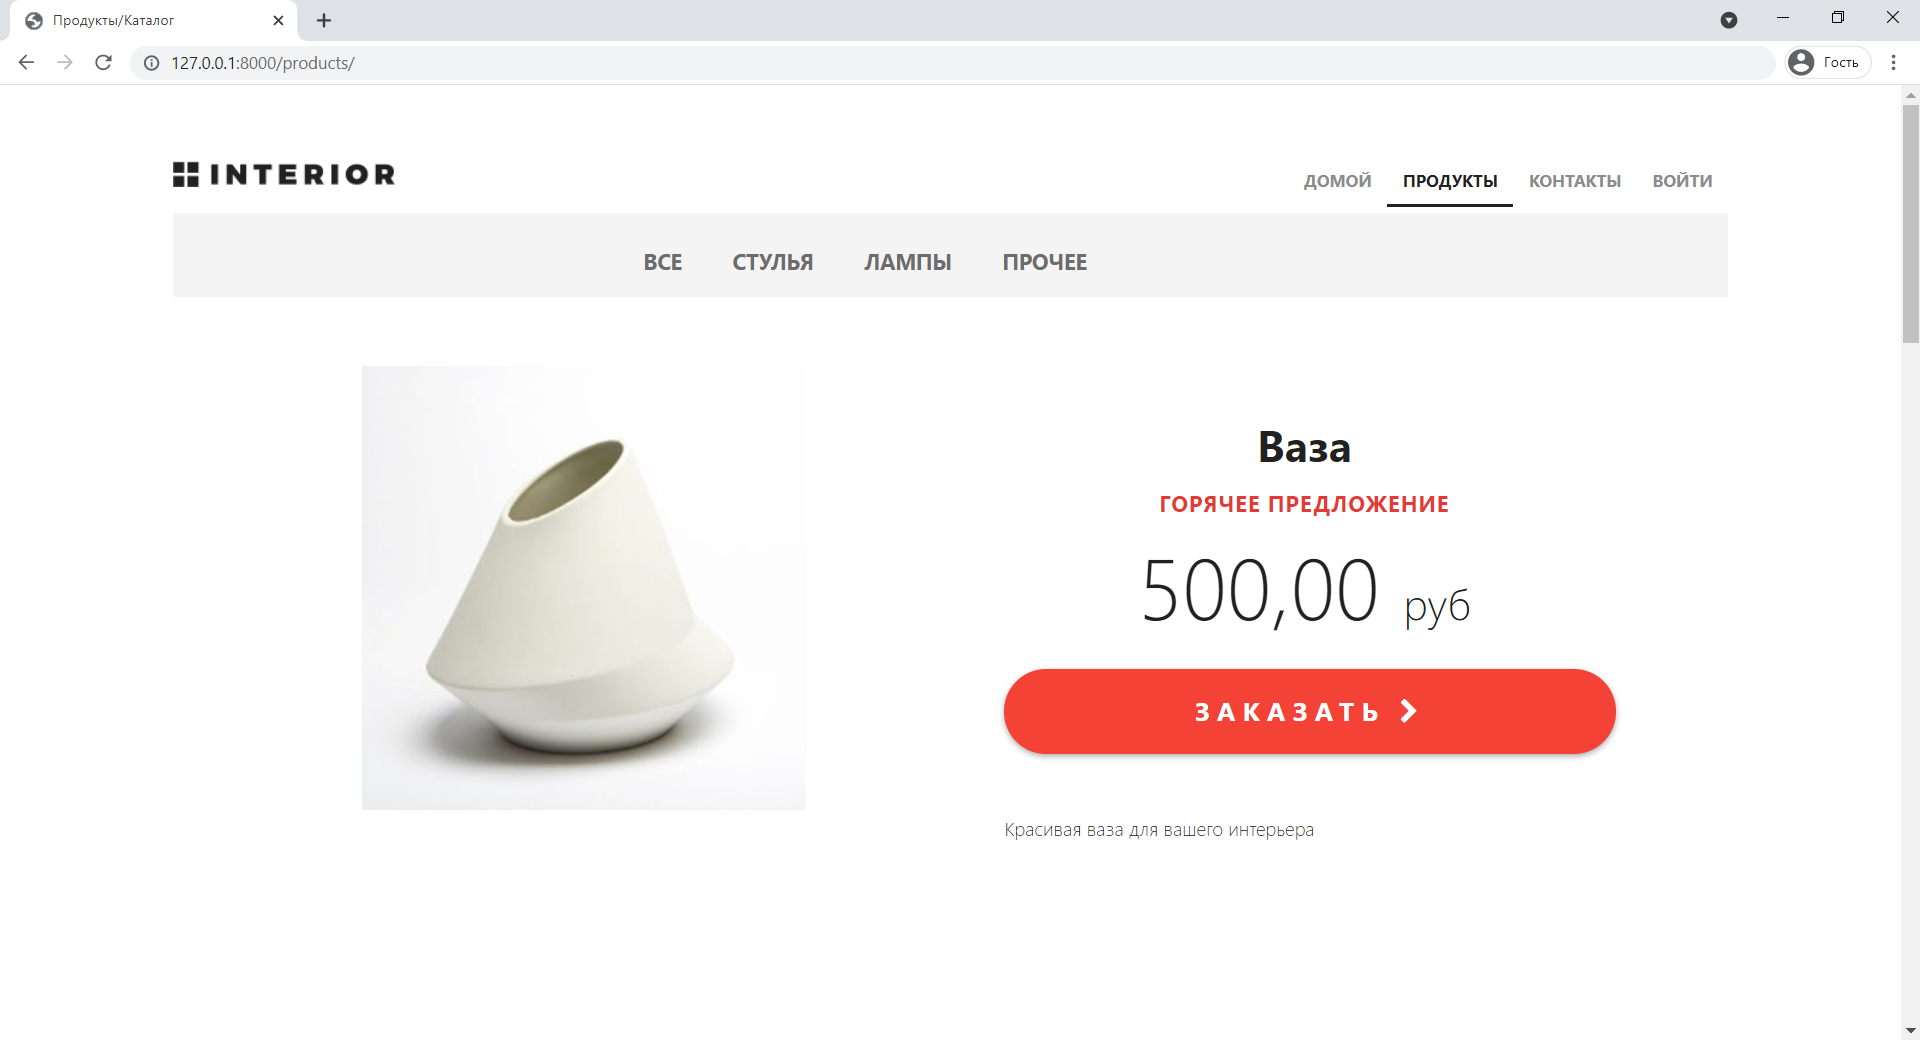 Продукты/Каталог
127.0.0.1:8000/products/
Гость
INTERIOR
ДОМОЙ ПРОДУКТЫ КОНТАКТЫ ВОЙТИ
ВСЕ СТУЛЬЯ ЛАМПЫ ПРОЧЕЕ
Ваза
ГОРЯЧЕЕ ПРЕДЛОЖЕНИЕ
500,00 руб
ЗАКАЗАТЬ
Красивая ваза для вашего интерьера